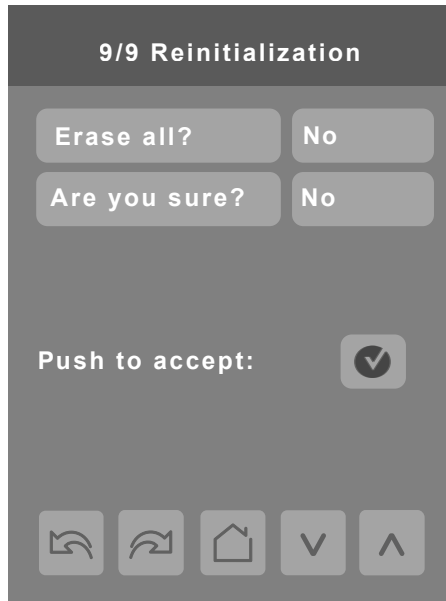 9/9 Reinitialization
Erase all? No
Are you sure? No
Push to accept: